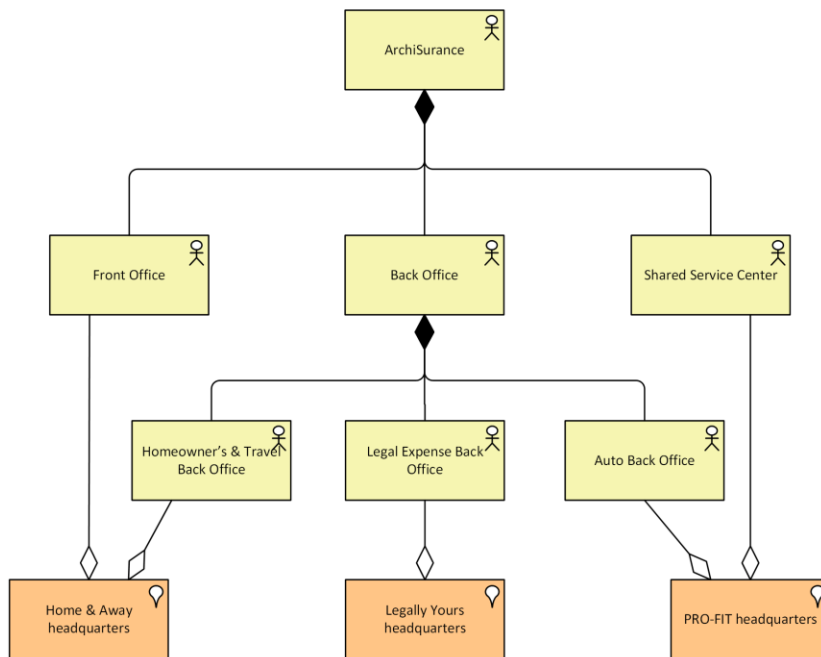 ArchiSurance
Front Office
Back Office
Shared Service Center
Homeowner's & Travel
Back Office
Legal Expense Back
Office
Auto Back Office
Home & Away
headquarters
Legally Yours
headquarters
PRO-FIT headquarters